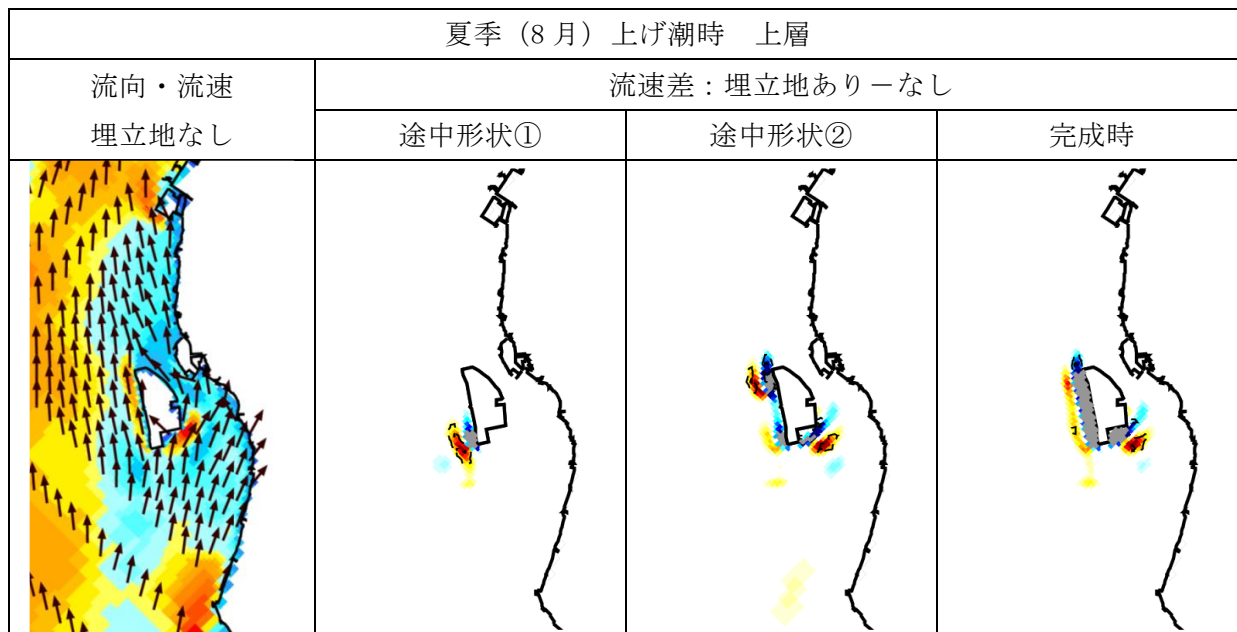 夏季（8 月）上げ潮時　上層
流向・流速
埋立地なし
流速差：埋立地あり－なし
途中形状①
途中形状②
完成時